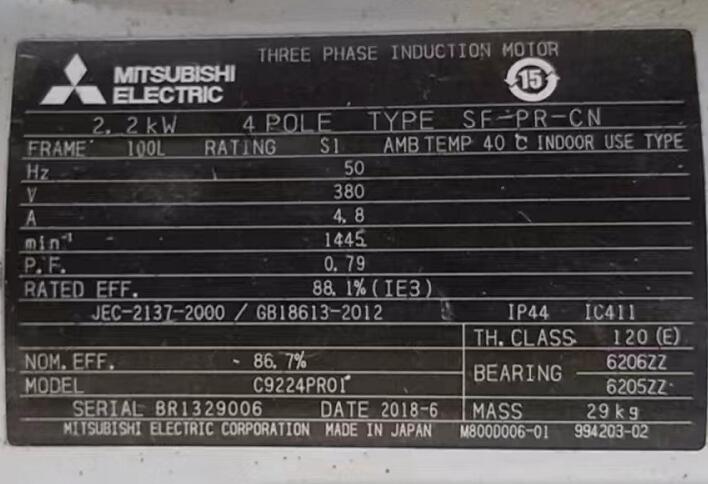 THREE PHASE INDUCTION MOTOR
MITSUBISHI ELECTRIC
15
2.2kW 4 POLE TYPE SF-PR-CN
FRAME 100L RATING S1 AMB TEMP 40℃ INDOOR USE TYPE
Hz 50
V 380
A 4.8
min⁻¹ 1445
P.F. 0.79
RATED EFF. 88.1%(IE3)
JEC-2137-2000 / GB18613-2012 IP44 IC411
TH.CLASS 120(E)
NOM.EFF. 86.7%
BEARING 6206ZZ
6205ZZ
MODEL C9224PR01
SERIAL BR1329006 DATE 2018-6 MASS 29kg
MITSUBISHI ELECTRIC CORPORATION MADE IN JAPAN M800D006-01 994203-02